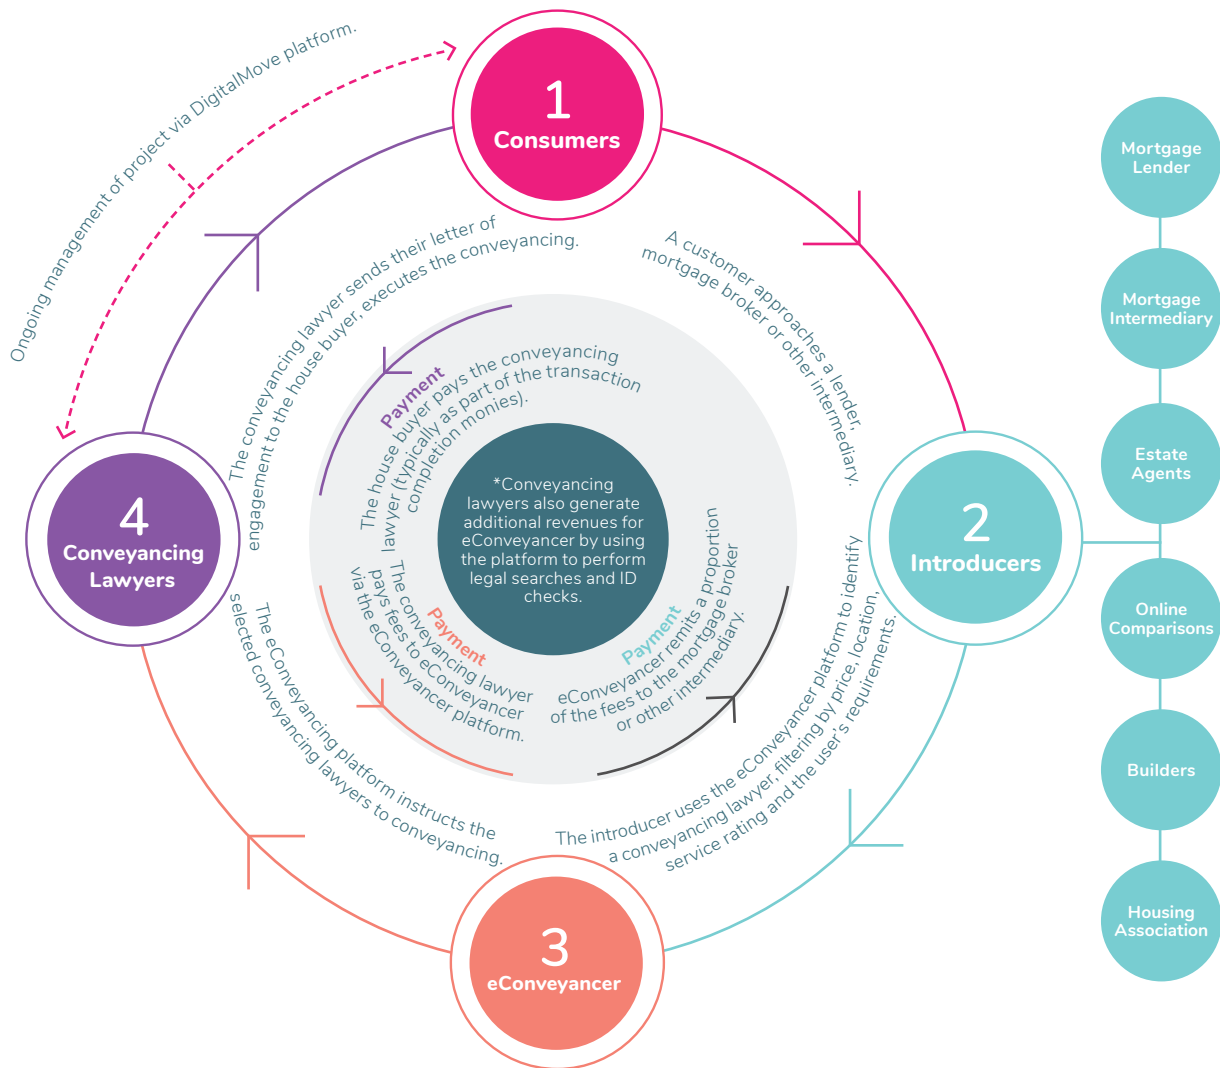 Ongoing management of project via DigitalMove platform.
1
Consumers
A customer approaches a lender,
mortgage broker or other intermediary.
2
Introducers
Mortgage
Lender
Mortgage
Intermediary
Estate
Agents
Online
Comparisons
Builders
Housing
Association
The introducer uses the eConveyancer platform to identify
a conveyancing lawyer, filtering by price, location,
service rating and the user's requirements.
3
eConveyancer
The eConveyancing platform instructs the
selected conveyancing lawyers to conveyancing.
4
Conveyancing
Lawyers
The conveyancing lawyer sends their letter of
engagement to the house buyer, executes the conveyancing.
Payment
The house buyer pays the conveyancing
lawyer (typically as part of the transaction
completion monies).
Payment
The conveyancing lawyer
pays fees to eConveyancer
via the eConveyancer platform.
Payment
eConveyancer remits a proportion
of the fees to the mortgage broker
or other intermediary.
*Conveyancing
lawyers also generate
additional revenues for
eConveyancer by using
the platform to perform
legal searches and ID
checks.